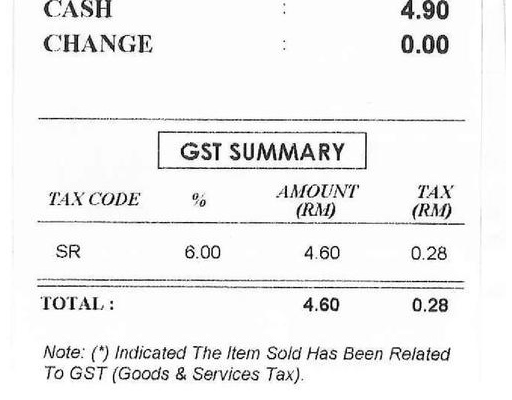 CASH : 4.90
CHANGE : 0.00
GST SUMMARY
TAX CODE % AMOUNT (RM) TAX (RM)
SR 6.00 4.60 0.28
TOTAL : 4.60 0.28
Note: (*) Indicated The Item Sold Has Been Related
To GST (Goods & Services Tax).